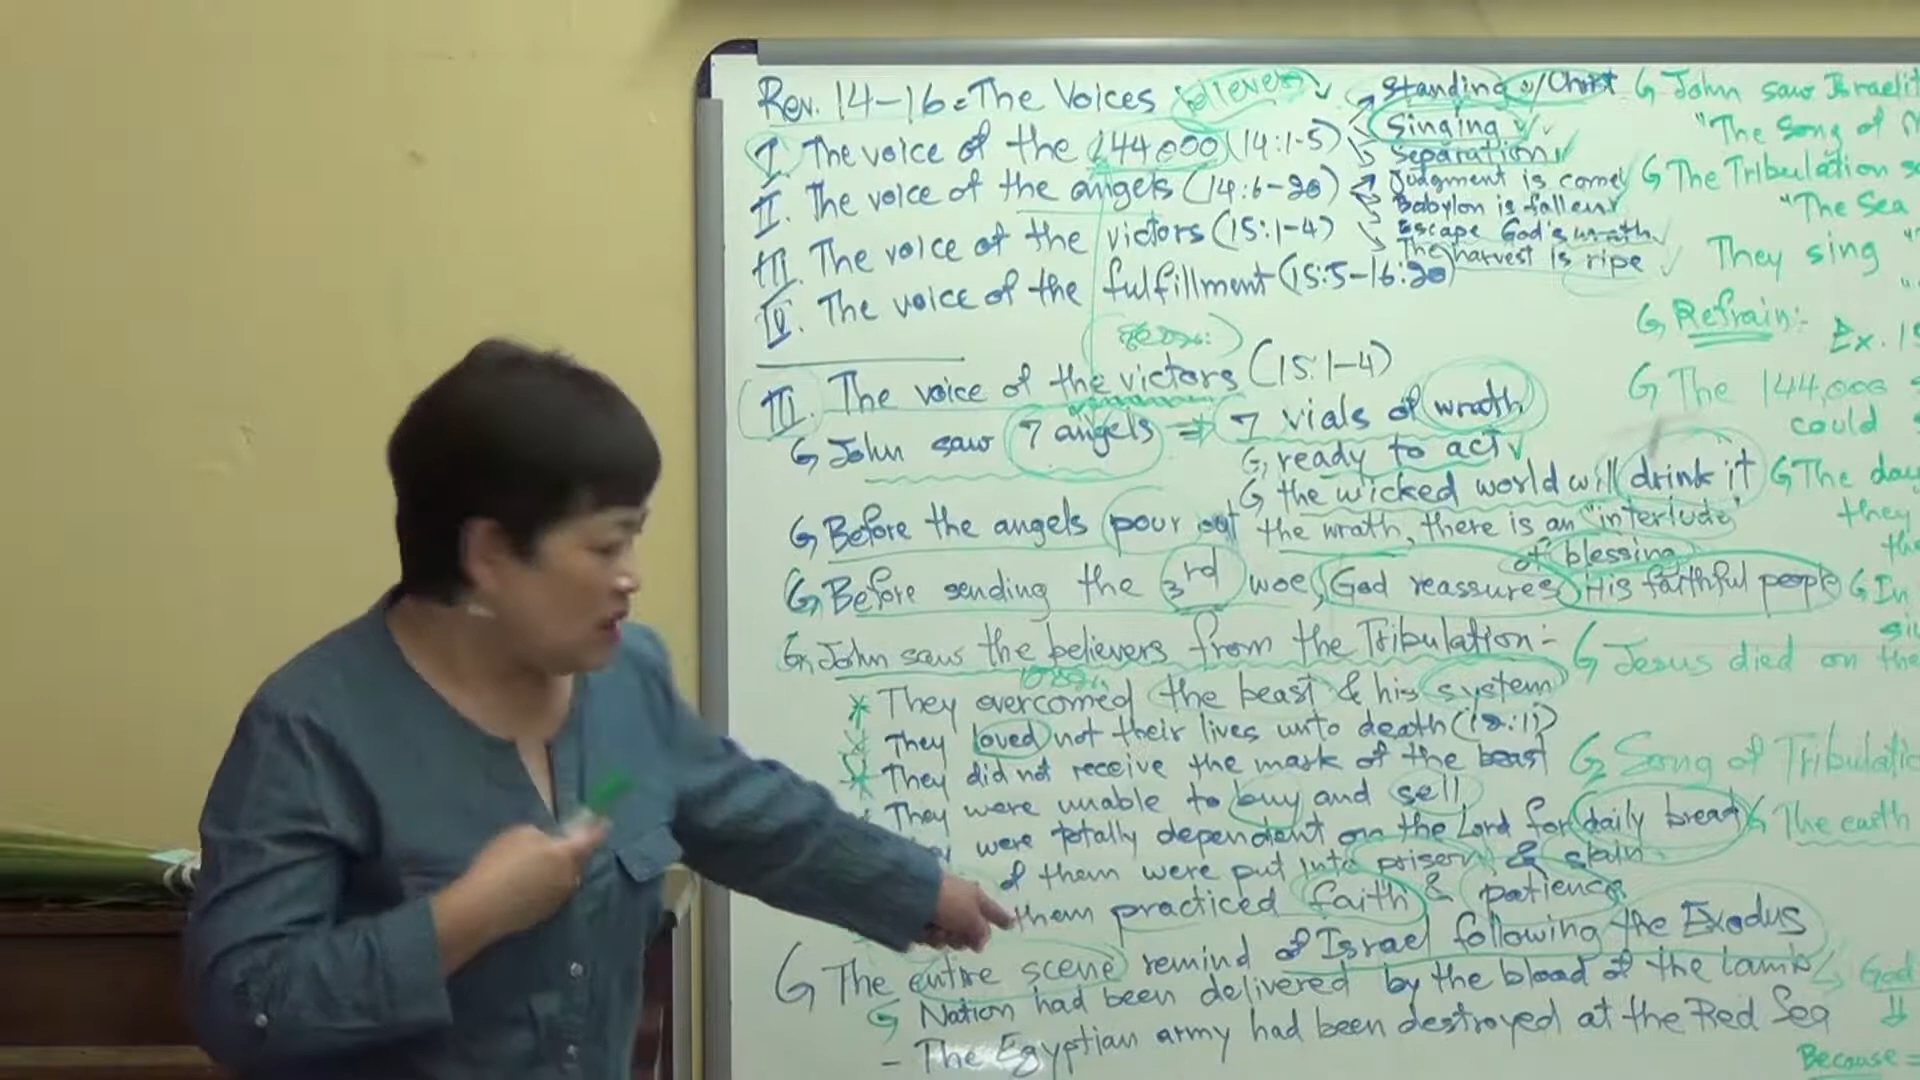 Rev. 14-16 = The Voices believers
I. The voice of the 144,000 (14:1-5)
Standing w/Christ
Singing
Separation
II. The voice of the angels (14:6-20)
Judgment is come
Babylon is fallen
Escape God's wrath
The harvest is ripe
III. The voice of the victors (15:1-4)
IV. The voice of the fulfillment (15:5-16:20)
III. The voice of the victors (15:1-4)
John saw 7 angels ⇒ 7 vials of wrath
ready to act
the wicked world will drink it
Before the angels pour out the wrath, there is an "interlude"
of blessing
Before sending the 3rd woe, God reassures His faithful people
John saw the believers from the Tribulation:-
* They overcomed the beast & his system
They loved not their lives unto death (12:11)
* They did not receive the mark of the beast
They were unable to buy and sell
were totally dependent on the Lord for daily bread
of them were put into prison & slain
them practiced faith & patience
The entire scene remind of Israel following the Exodus
Nation had been delivered by the blood of the lamb
- The Egyptian army had been destroyed at the Red Sea
John saw
"The Song of
The Tribulation
"The Sea
They sing "
Refrain:-
Ex. 15
The 144,000
could
The day
they
In
Jesus died on the
Song of
The earth
God
⇓
Because =